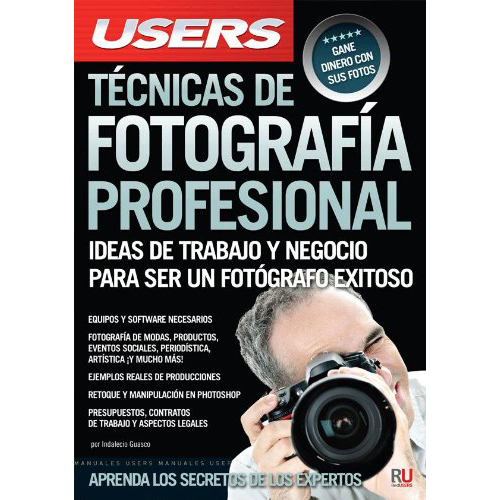 USERS
★★★★★
GANE
DINERO CON
SUS FOTOS
TÉCNICAS DE
FOTOGRAFÍA
PROFESIONAL
IDEAS DE TRABAJO Y NEGOCIO
PARA SER UN FOTÓGRAFO EXITOSO
EQUIPOS Y SOFTWARE NECESARIOS
FOTOGRAFÍA DE MODAS, PRODUCTOS,
EVENTOS SOCIALES, PERIODÍSTICA,
ARTÍSTICA ¡Y MUCHO MÁS!
EJEMPLOS REALES DE PRODUCCIONES
RETOQUE Y MANIPULACIÓN EN PHOTOSHOP
PRESUPUESTOS, CONTRATOS
DE TRABAJO Y ASPECTOS LEGALES
por Indalecio Guasco
MANUALES USERS MANUALES USER
APRENDA LOS SECRETOS DE LOS EXPERTOS
RU